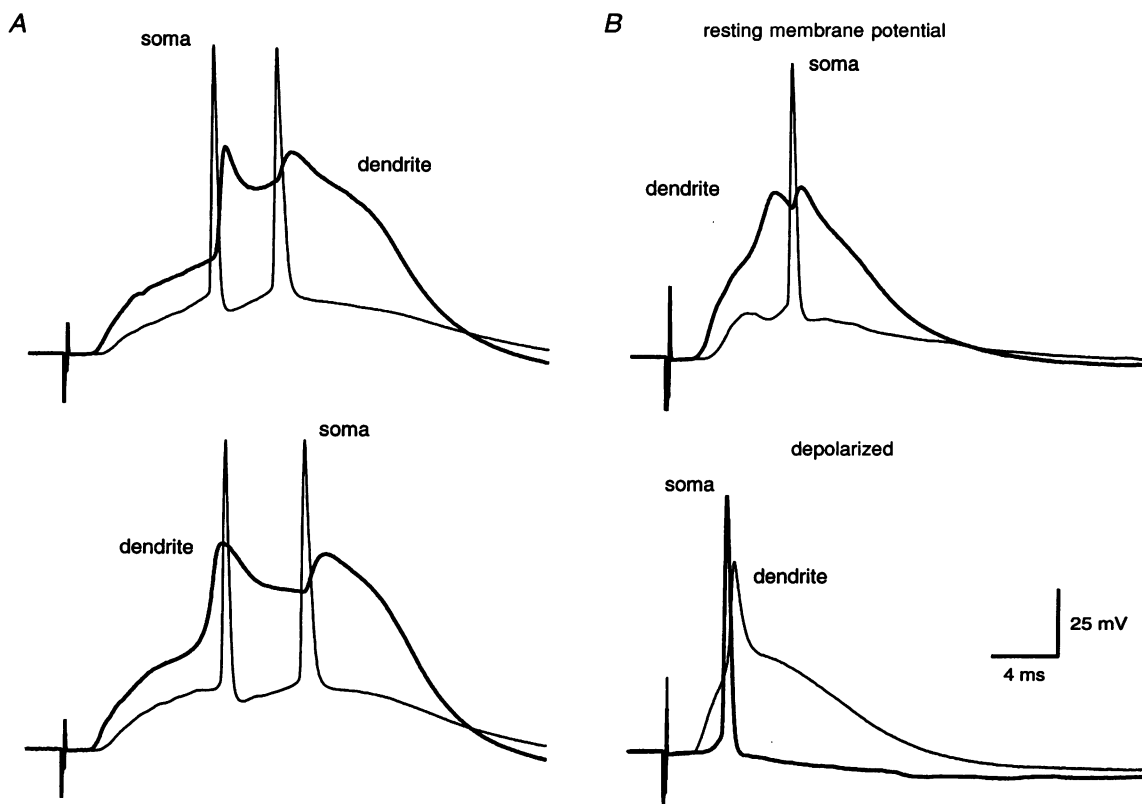 A
soma
dendrite
soma
dendrite
B
resting membrane potential
soma
dendrite
depolarized
soma
dendrite
25 mV
4 ms